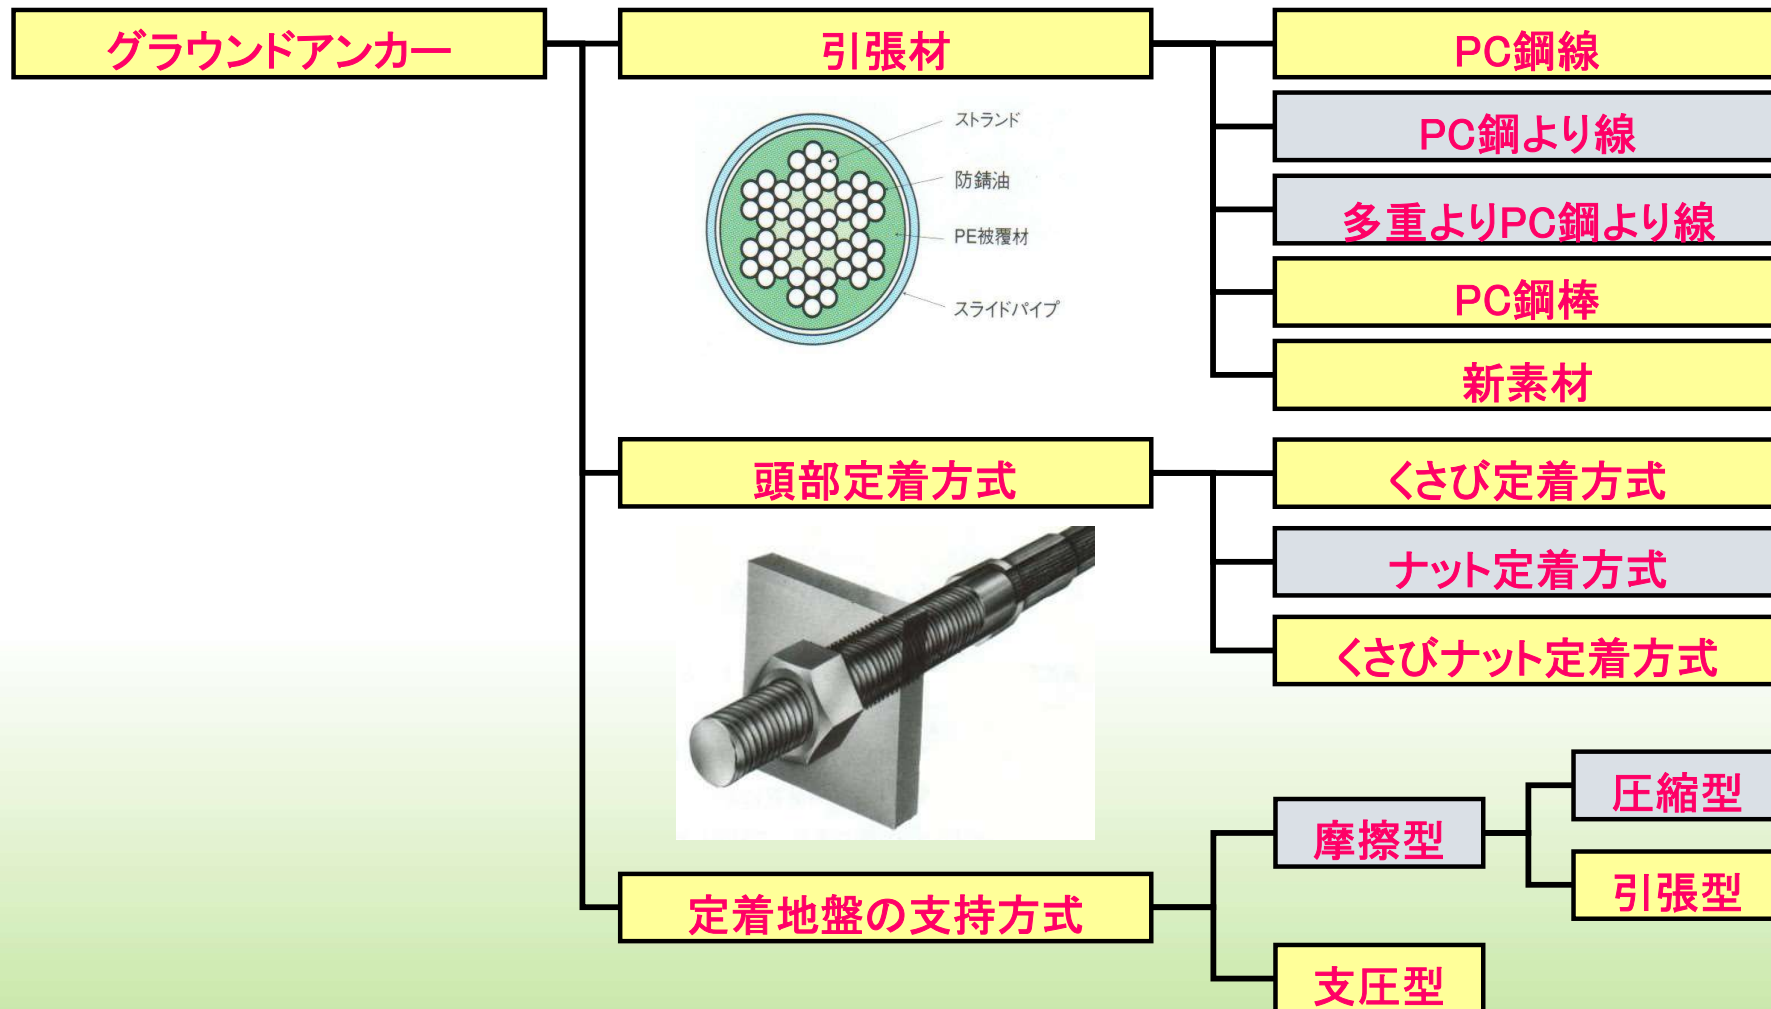 グラウンドアンカー
引張材
PC鋼線
PC鋼より線
多重よりPC鋼より線
PC鋼棒
新素材
ストランド
防錆油
PE被覆材
スライドパイプ
頭部定着方式
くさび定着方式
ナット定着方式
くさびナット定着方式
定着地盤の支持方式
摩擦型
圧縮型
引張型
支圧型